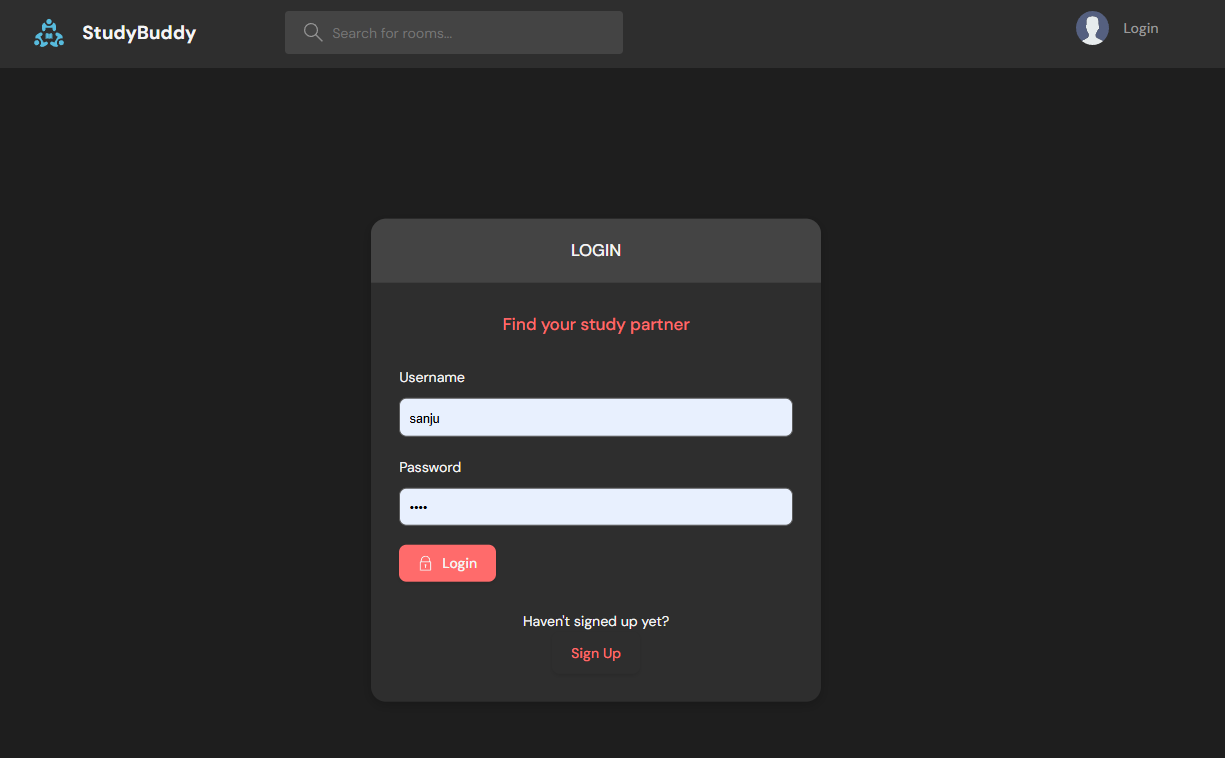 StudyBuddy
Search for rooms...
Login
LOGIN
Find your study partner
Username
sanju
Password
••••
Login
Haven't signed up yet?
Sign Up